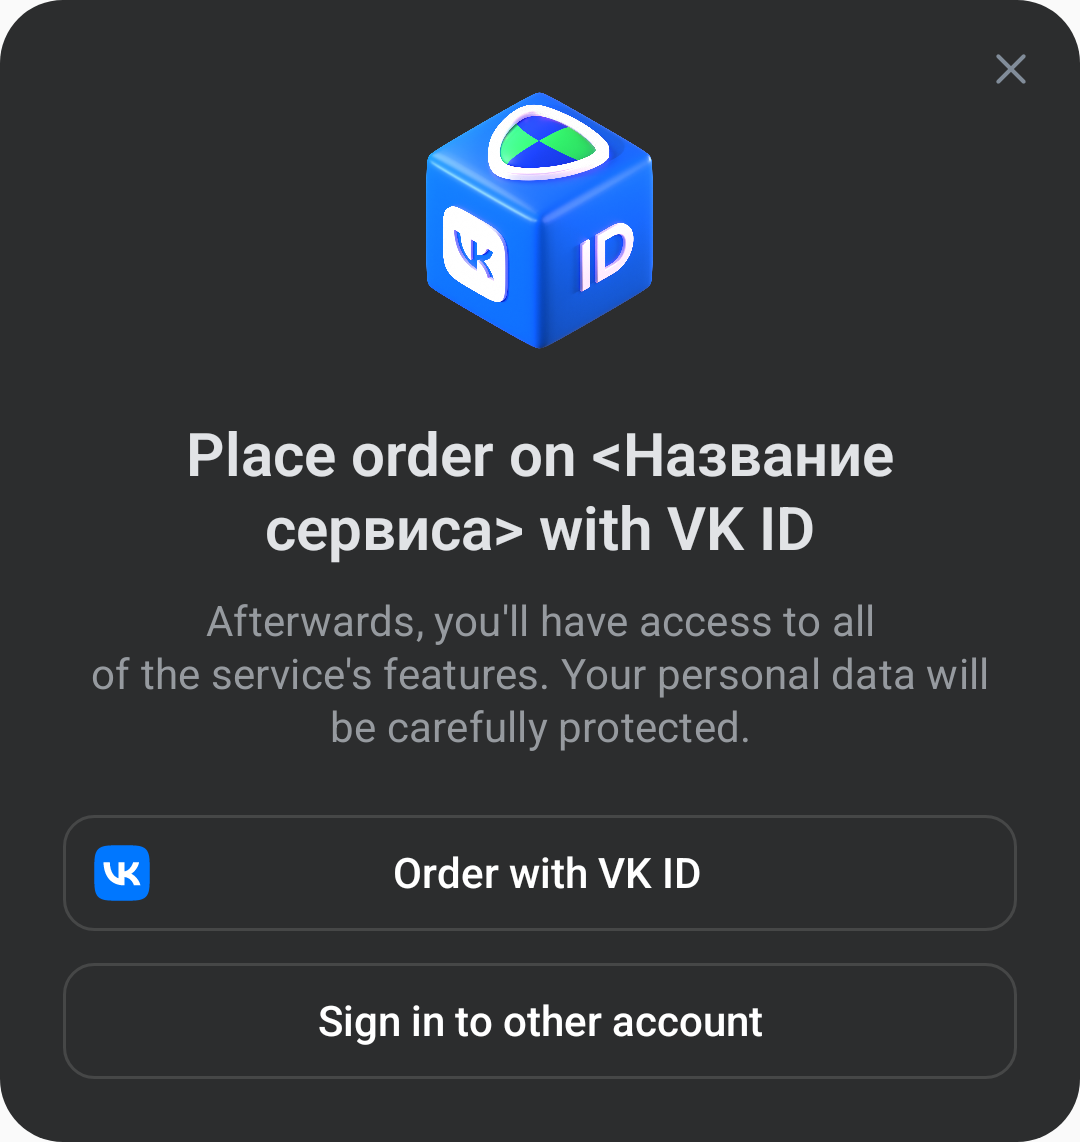 VK ID
Place order on <Название
сервиса> with VK ID
Afterwards, you'll have access to all
of the service's features. Your personal data will
be carefully protected.
VK Order with VK ID
Sign in to other account